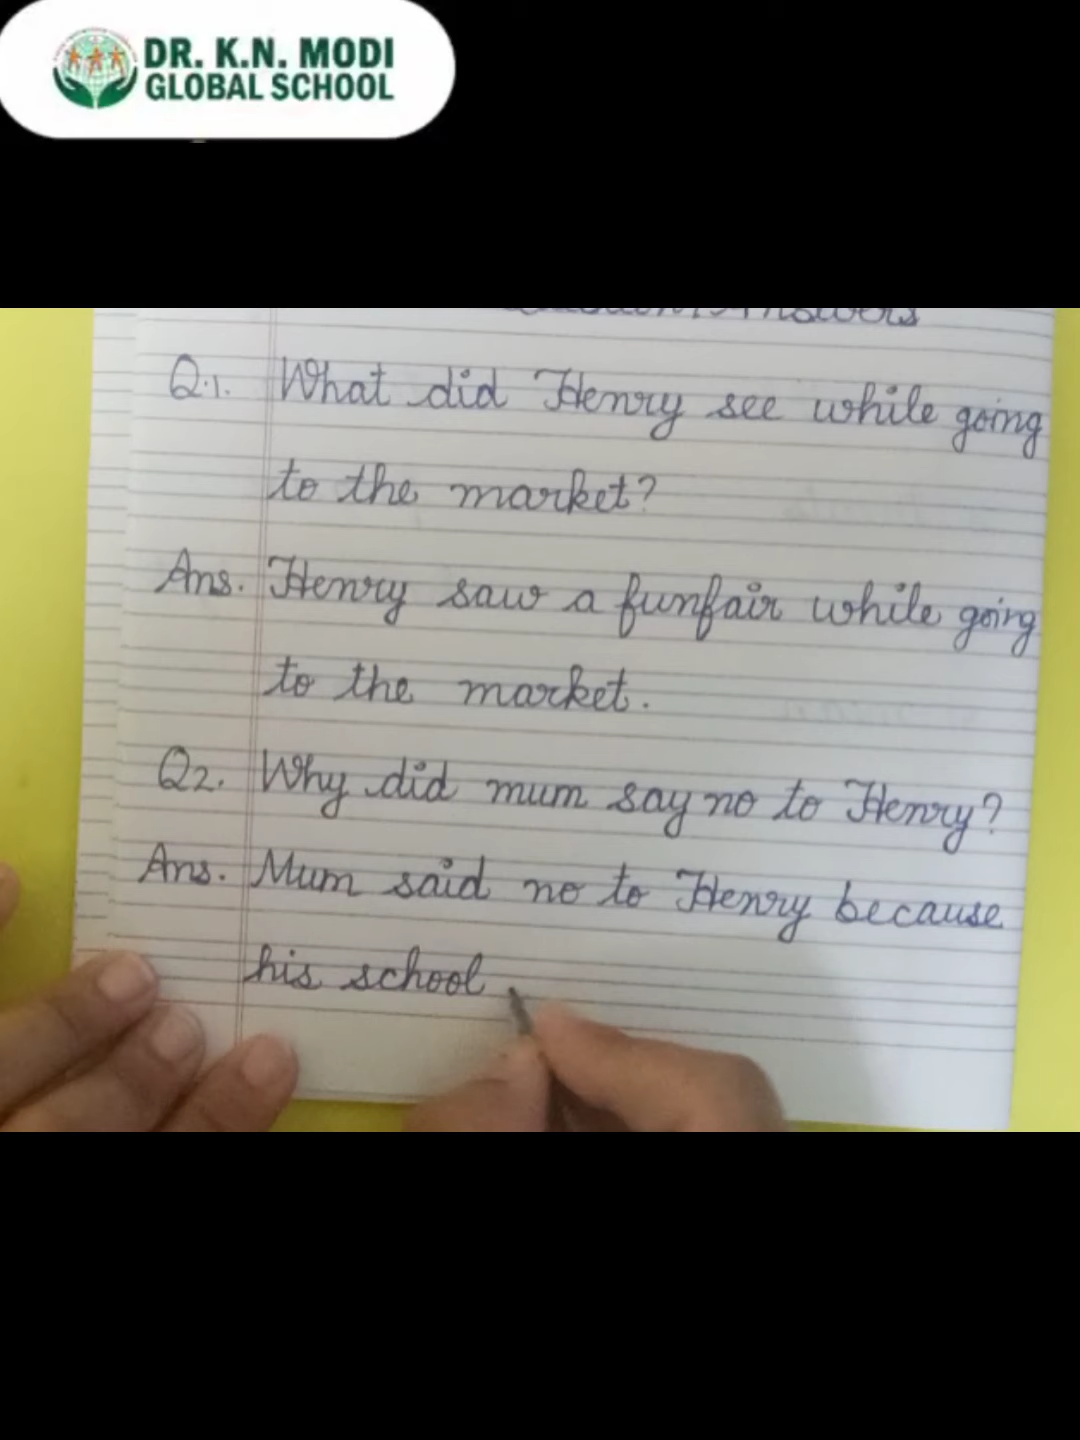 DR. K.N. MODI
GLOBAL SCHOOL
Question/Answers
Q.1. What did Henry see while going
to the market?
Ans. Henry saw a funfair while going
to the market.
Q2. Why did mum say no to Henry?
Ans. Mum said no to Henry because
his school